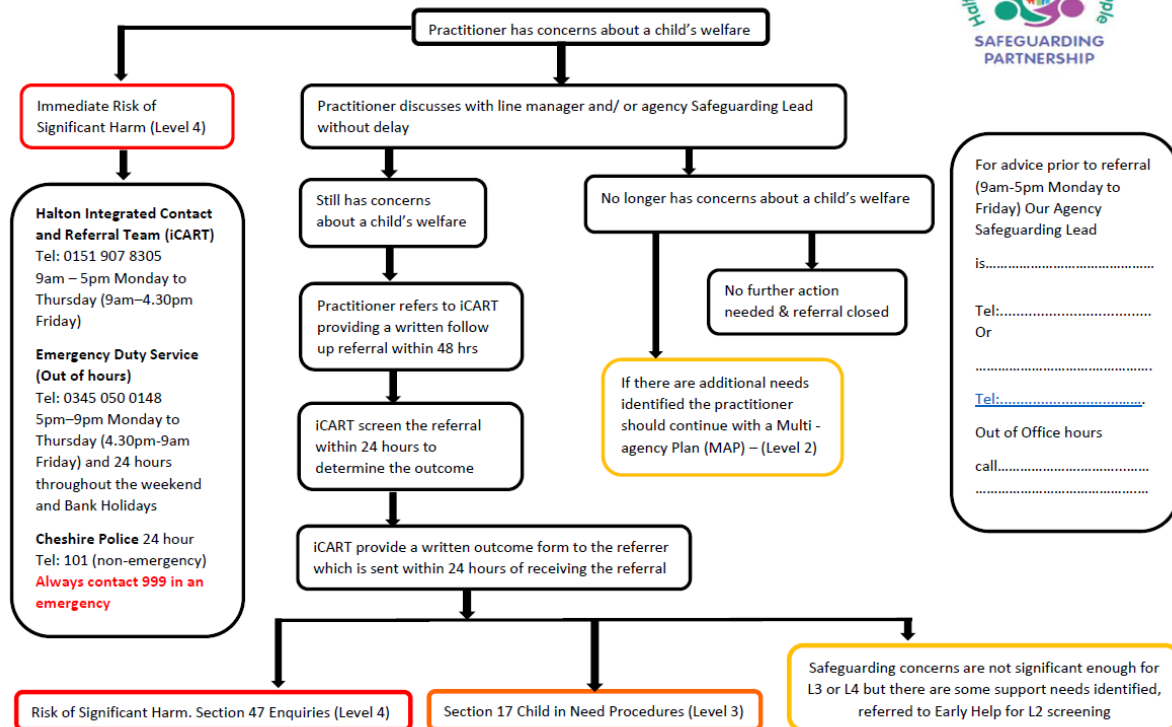 Practitioner has concerns about a child's welfare
SAFEGUARDING
PARTNERSHIP
Immediate Risk of
Significant Harm (Level 4)
Practitioner discusses with line manager and/ or agency Safeguarding Lead
without delay
Halton Integrated Contact
and Referral Team (iCART)
Tel: 0151 907 8305
9am – 5pm Monday to
Thursday (9am–4.30pm
Friday)
Emergency Duty Service
(Out of hours)
Tel: 0345 050 0148
5pm–9pm Monday to
Thursday (4.30pm-9am
Friday) and 24 hours
throughout the weekend
and Bank Holidays
Cheshire Police 24 hour
Tel: 101 (non-emergency)
Always contact 999 in an
emergency
Still has concerns
about a child's welfare
No longer has concerns about a child's welfare
Practitioner refers to iCART
providing a written follow
up referral within 48 hrs
No further action
needed & referral closed
If there are additional needs
identified the practitioner
should continue with a Multi -
agency Plan (MAP) – (Level 2)
iCART screen the referral
within 24 hours to
determine the outcome
iCART provide a written outcome form to the referrer
which is sent within 24 hours of receiving the referral
For advice prior to referral
(9am-5pm Monday to
Friday) Our Agency
Safeguarding Lead
is…………………………………………
Tel:...................................
Or
…………………………………………….
Tel:...................................
Out of Office hours
call…………………………………
…………………………………………
Risk of Significant Harm. Section 47 Enquiries (Level 4)
Section 17 Child in Need Procedures (Level 3)
Safeguarding concerns are not significant enough for
L3 or L4 but there are some support needs identified,
referred to Early Help for L2 screening